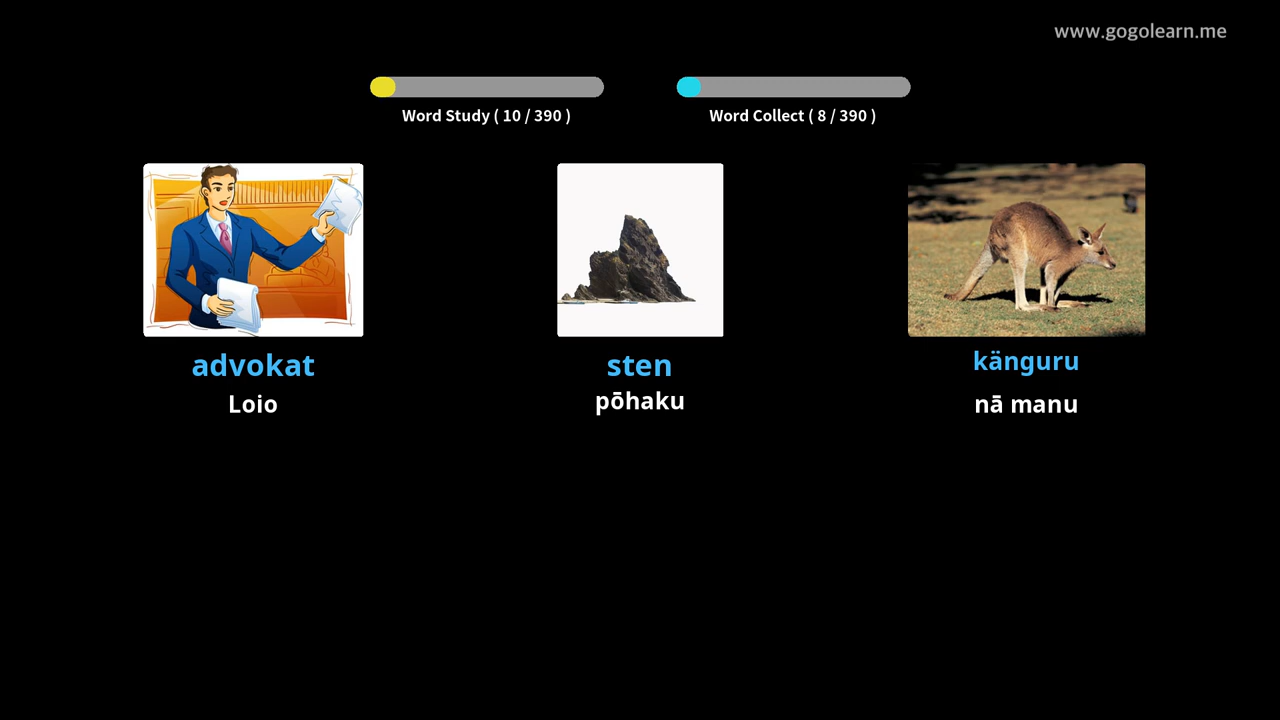 www.gogolearn.me
Word Study ( 10 / 390 )
Word Collect ( 8 / 390 )
advokat
Loio
sten
pōhaku
känguru
nā manu